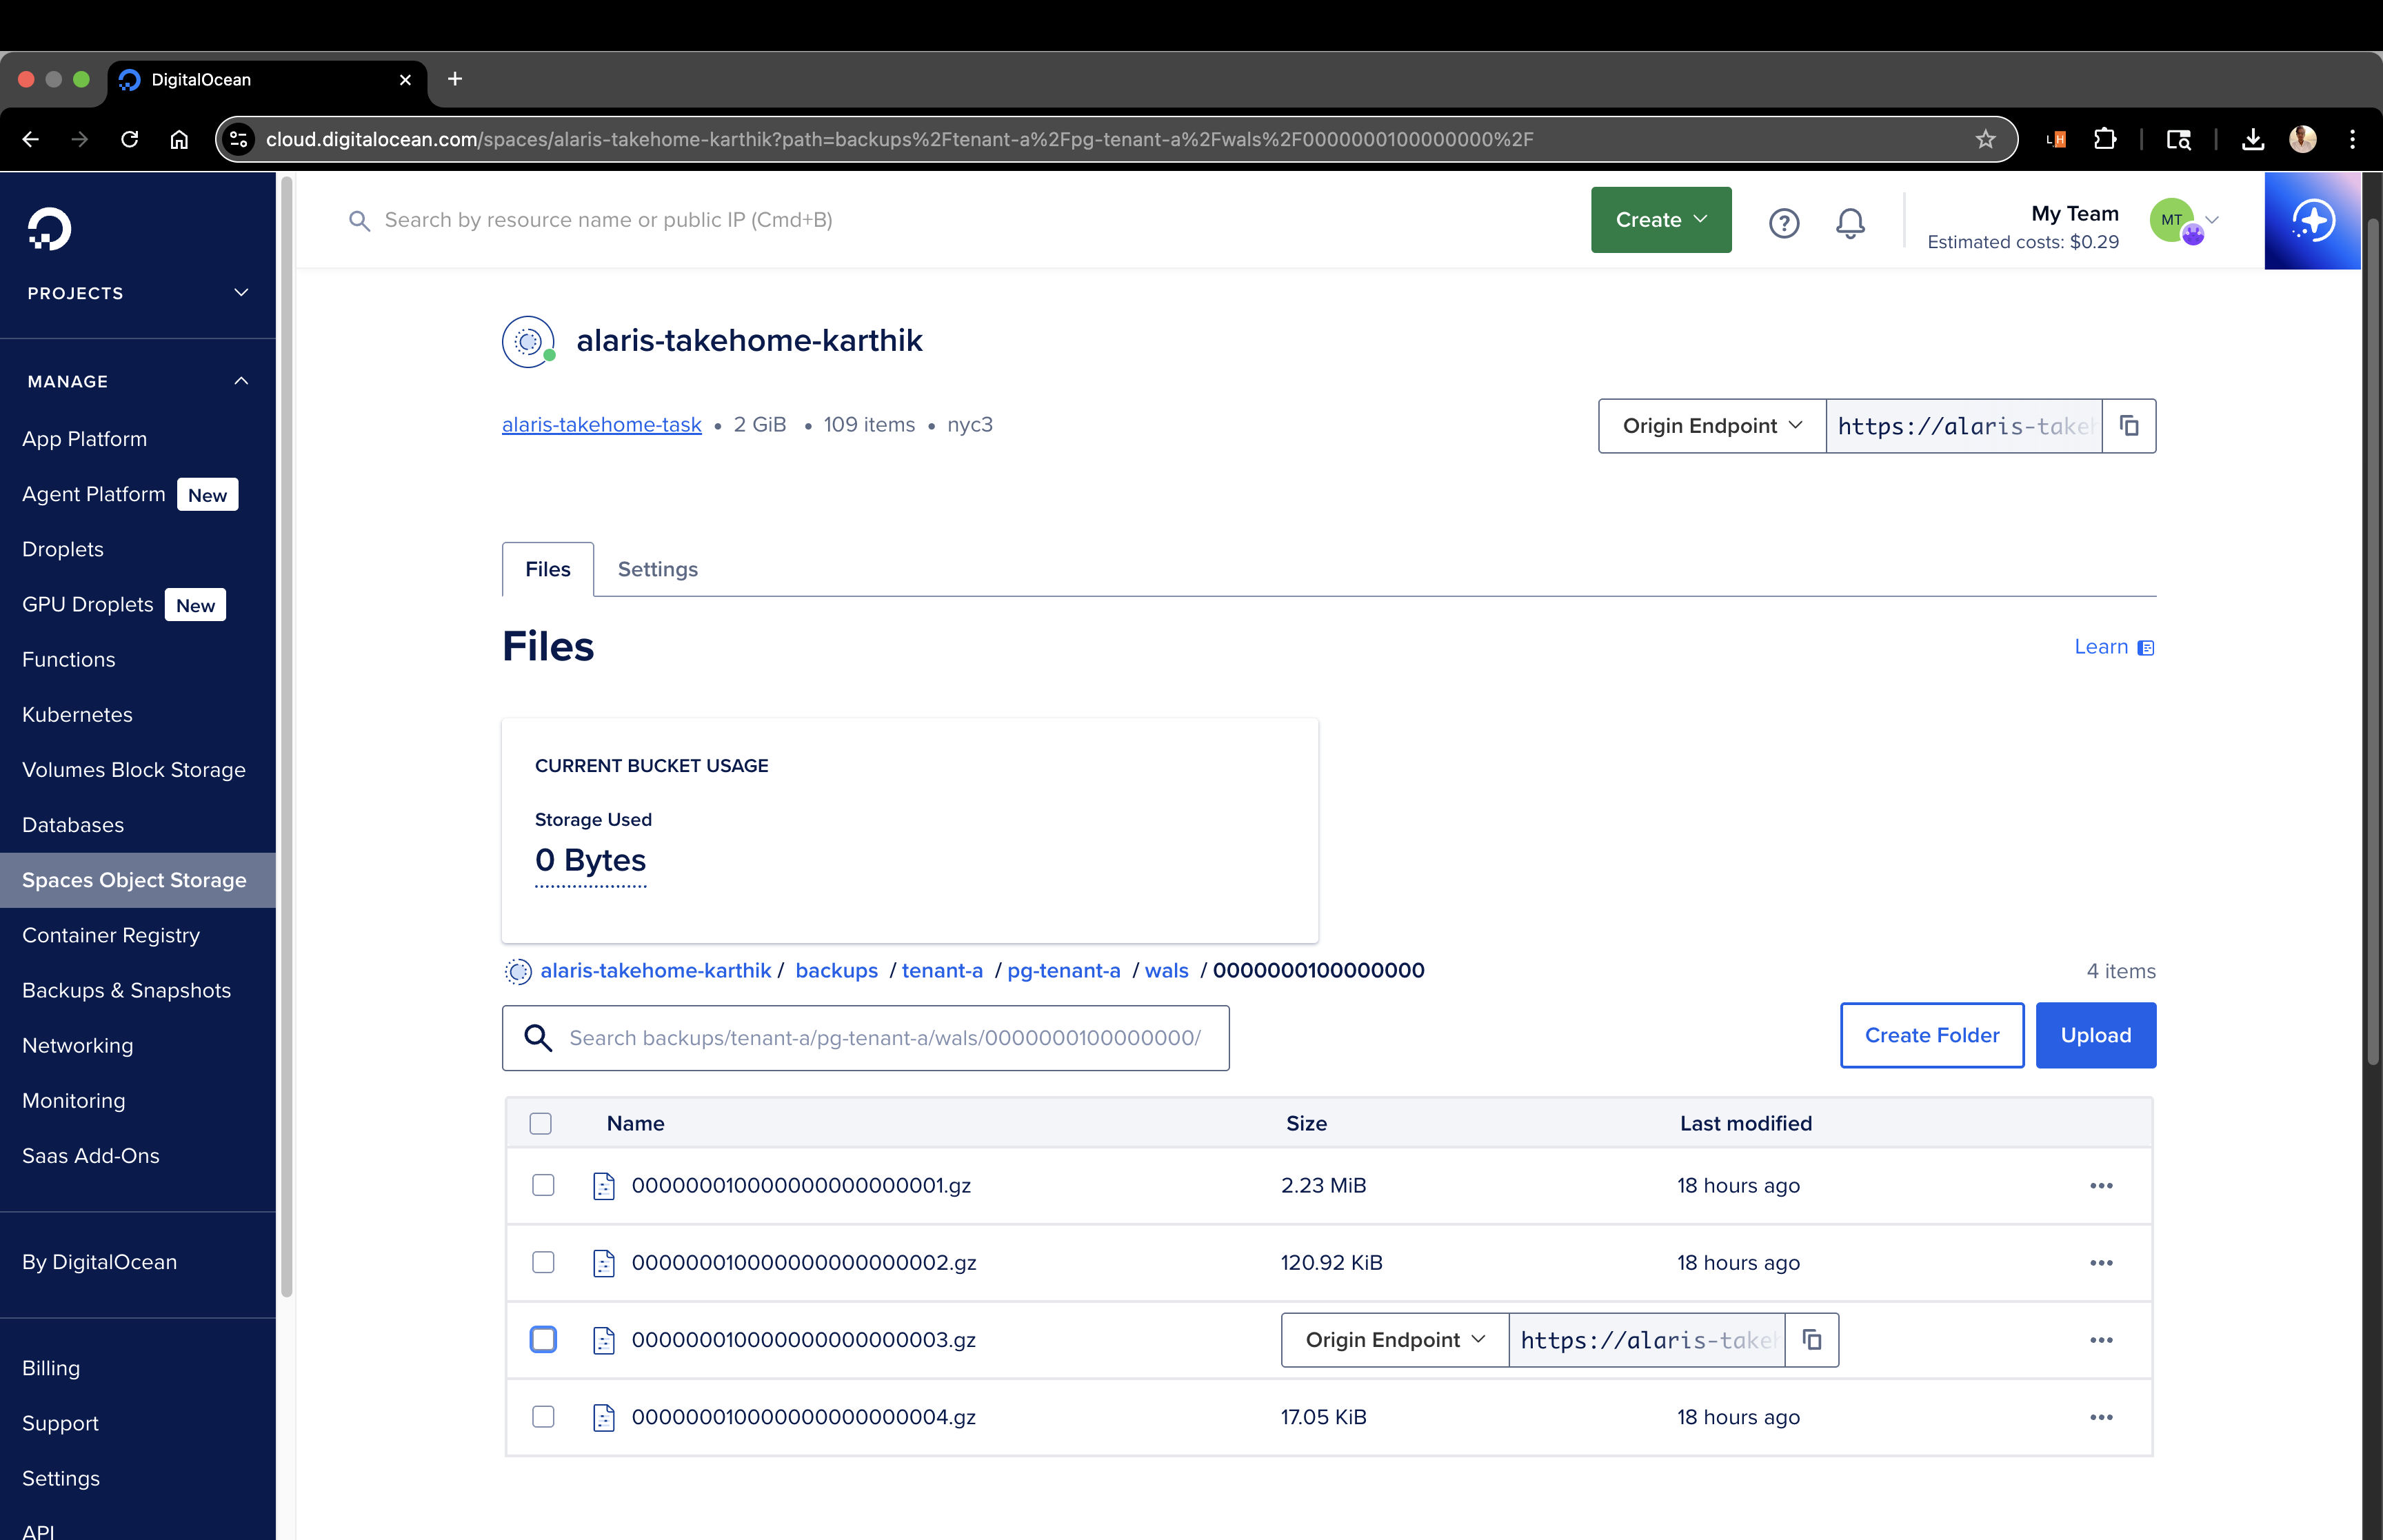 DigitalOcean
cloud.digitalocean.com/spaces/alaris-takehome-karthik?path=backups%2Ftenant-a%2Fpg-tenant-a%2Fwals%2F0000000100000000%2F
PROJECTS
MANAGE
App Platform
Agent Platform New
Droplets
GPU Droplets New
Functions
Kubernetes
Volumes Block Storage
Databases
Spaces Object Storage
Container Registry
Backups & Snapshots
Networking
Monitoring
Saas Add-Ons
By DigitalOcean
Billing
Support
Settings
API
Search by resource name or public IP (Cmd+B)
Create
My Team
Estimated costs: $0.29
MT
alaris-takehome-karthik
alaris-takehome-task • 2 GiB • 109 items • nyc3
Origin Endpoint https://alaris-takeh
Files Settings
Files
Learn
CURRENT BUCKET USAGE
Storage Used
0 Bytes
alaris-takehome-karthik / backups / tenant-a / pg-tenant-a / wals / 0000000100000000
4 items
Search backups/tenant-a/pg-tenant-a/wals/0000000100000000/
Create Folder Upload
Name Size Last modified
000000010000000000000001.gz 2.23 MiB 18 hours ago
000000010000000000000002.gz 120.92 KiB 18 hours ago
000000010000000000000003.gz Origin Endpoint https://alaris-takeh
000000010000000000000004.gz 17.05 KiB 18 hours ago